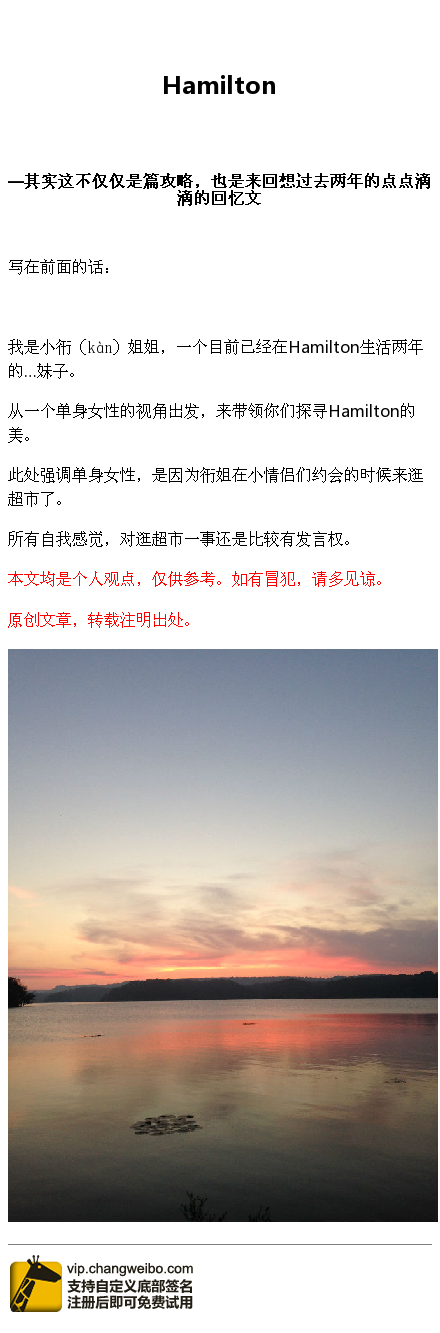 Hamilton
—其实这不仅仅是篇攻略，也是来回想过去两年的点点滴
滴的回忆文
写在前面的话：
我是小衎（kàn）姐姐，一个目前已经在Hamilton生活两年
的...妹子。
从一个单身女性的视角出发，来带领你们探寻Hamilton的
美。
此处强调单身女性，是因为衎姐在小情侣们约会的时候来逛
超市了。
所有自我感觉，对逛超市一事还是比较有发言权。
本文均是个人观点，仅供参考。如有冒犯，请多见谅。
原创文章，转载注明出处。
vip.changweibo.com
支持自定义底部签名
注册后即可免费试用